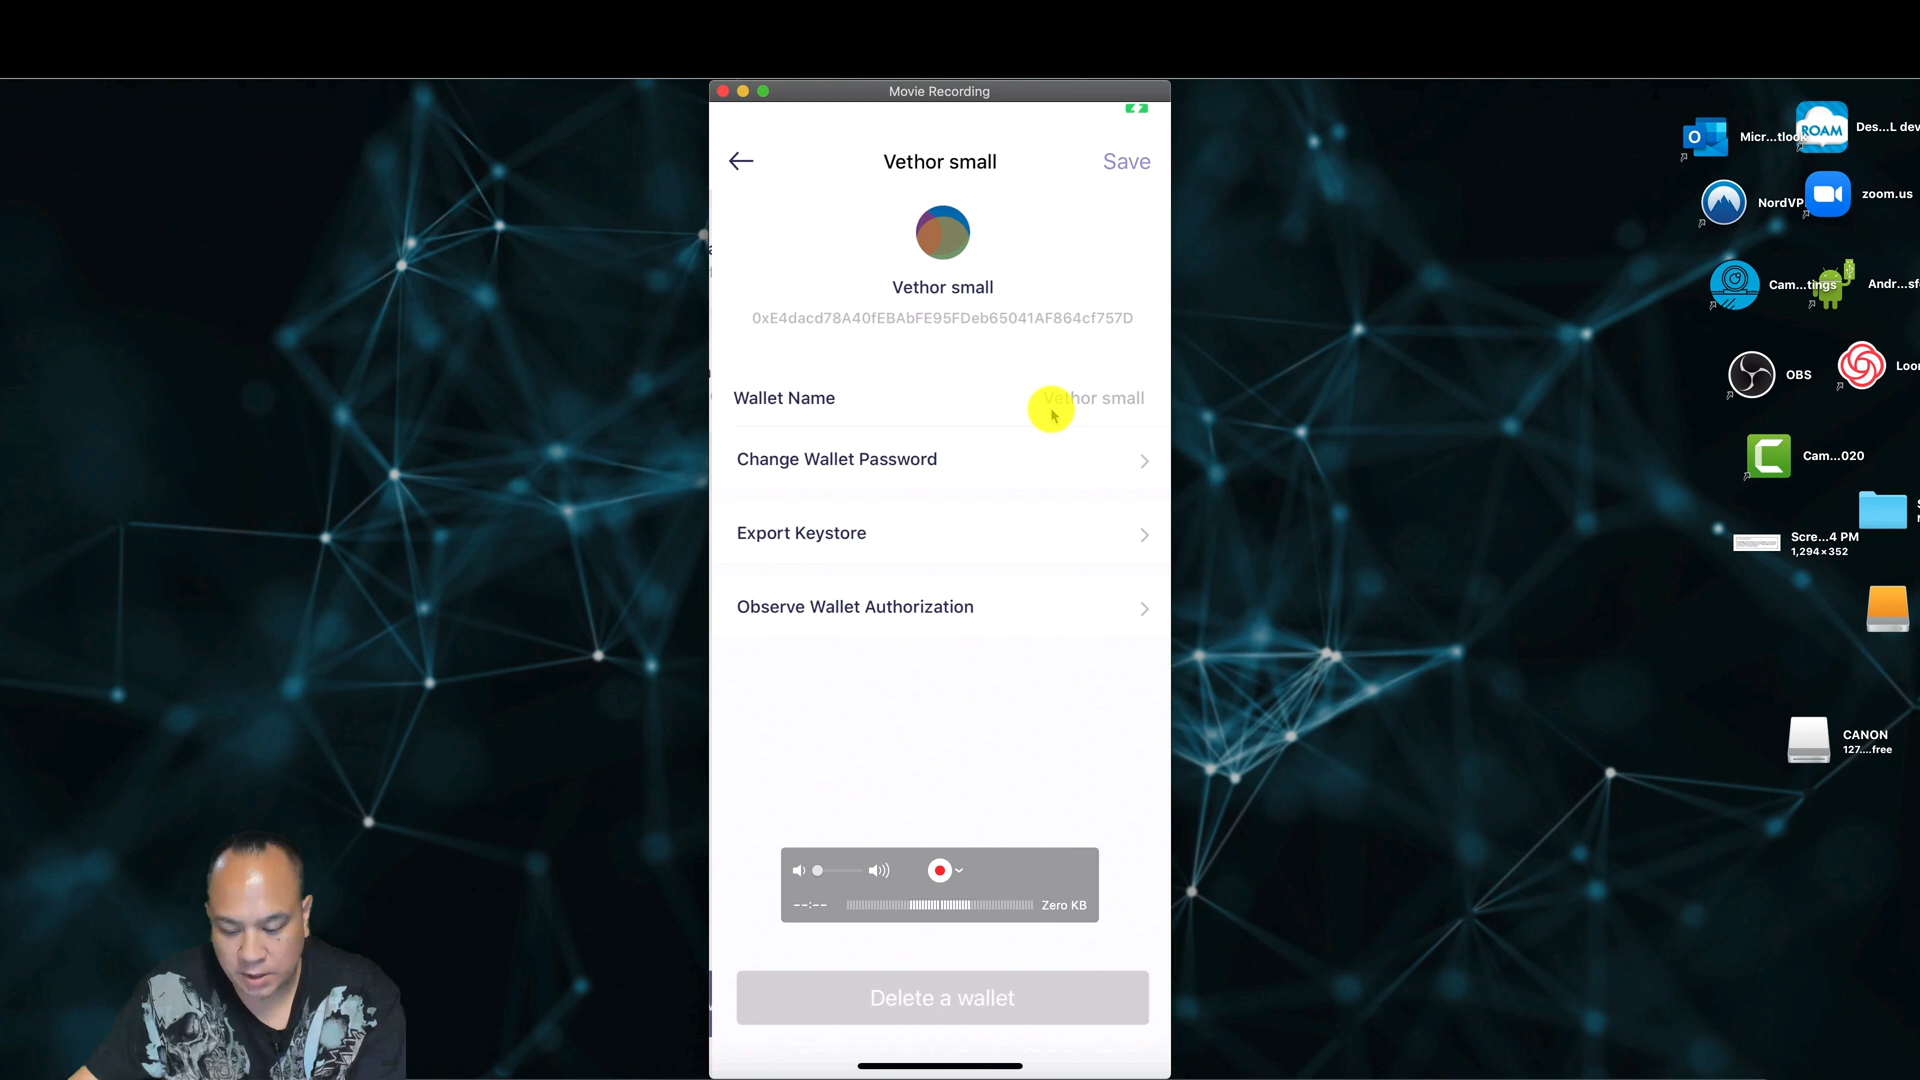 Movie Recording
Vethor small
Save
Vethor small
0xE4dacd78A40fEBAbFE95FDeb65041AF864cf757D
Wallet Name
Vethor small
Change Wallet Password
Export Keystore
Observe Wallet Authorization
--:--
Zero KB
Delete a wallet
Micr...tlook
ROAM
Des...L dev
NordVP
zoom.us
Cam...tings
Andr...sf
OBS
Loo
Cam...020
Scre...4 PM
1,294 × 352
CANON
127....free